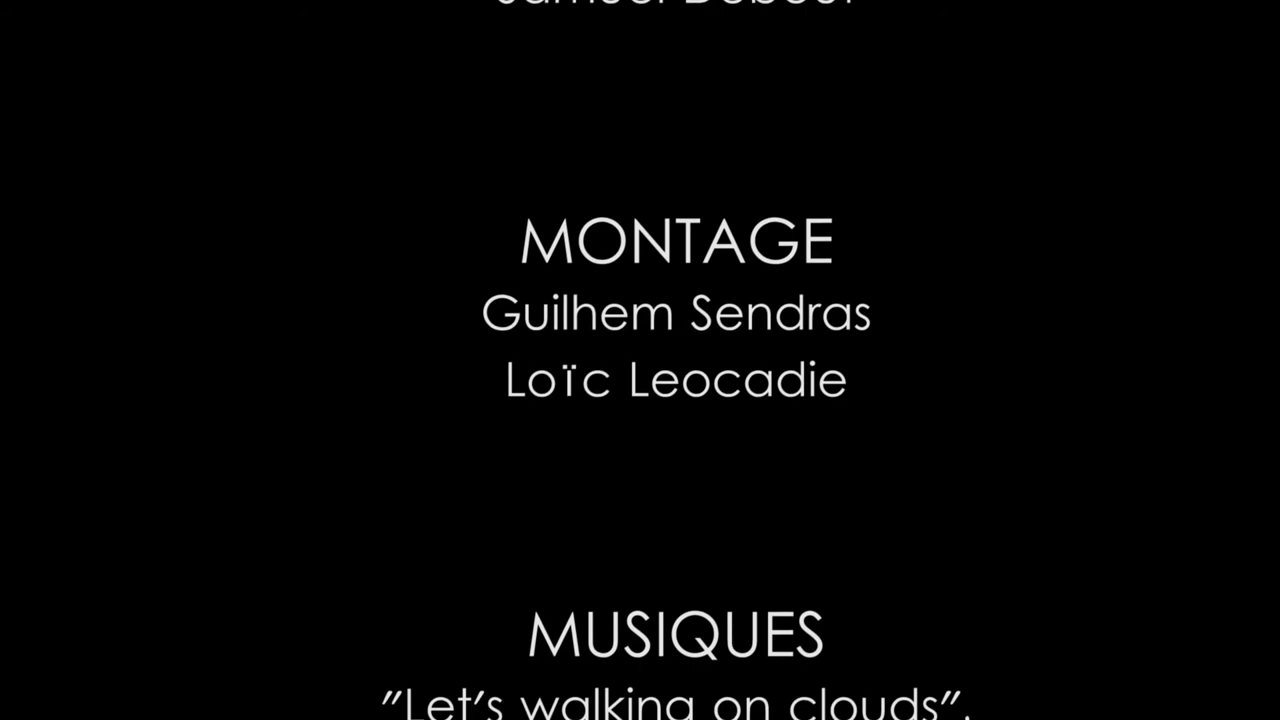 MONTAGE
Guilhem Sendras
Loïc Leocadie
MUSIQUES
"Let's walking on clouds".